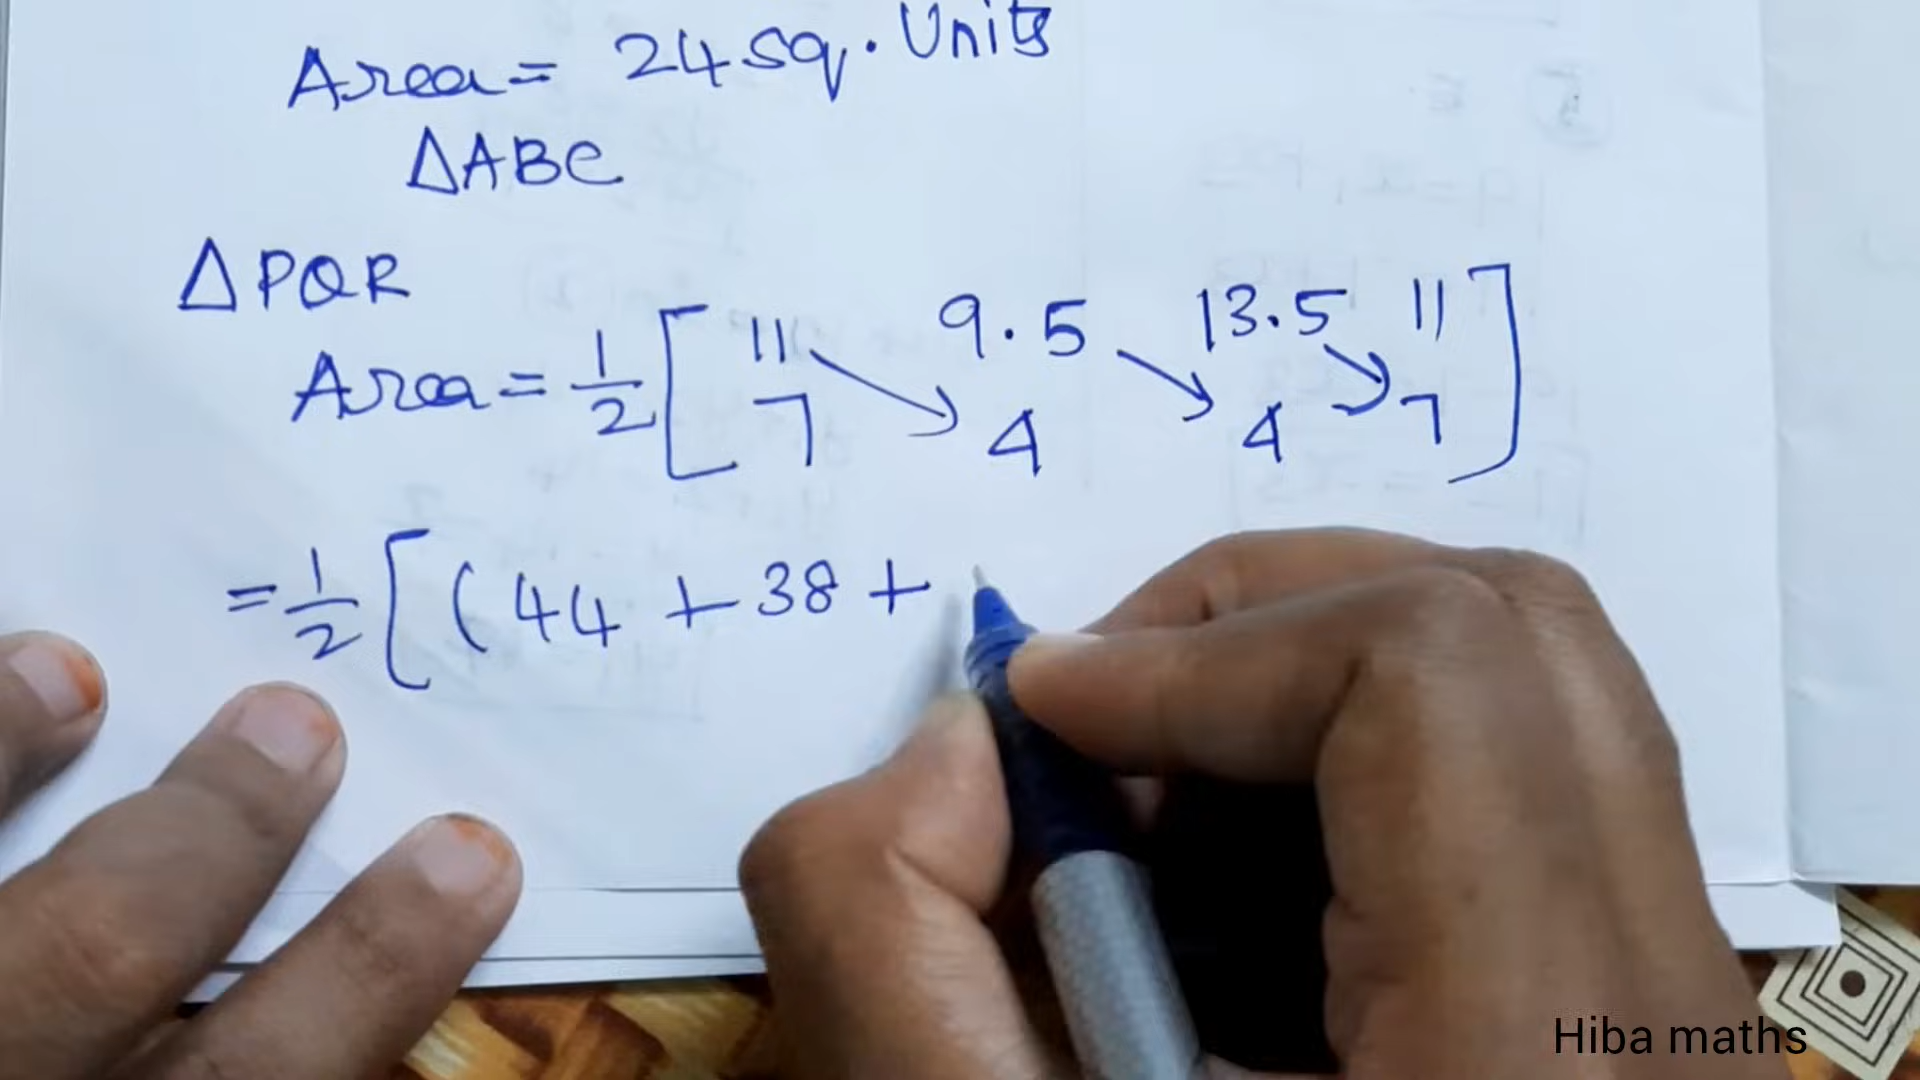 Area = 24 sq. Units
ΔABC
ΔPQR
Area = 1/2 [ 11 9.5 13.5 11
7 4 4 7 ]
= 1/2 [ ( 44 + 38 +
Hiba maths